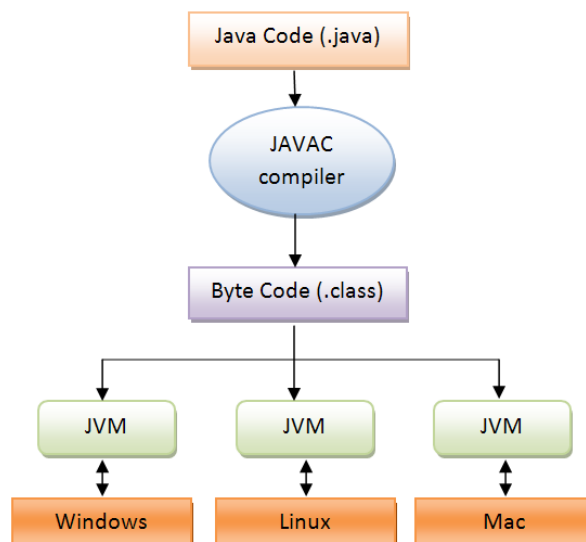 Java Code (.java)
JAVAC
compiler
Byte Code (.class)
JVM
JVM
JVM
Windows
Linux
Mac